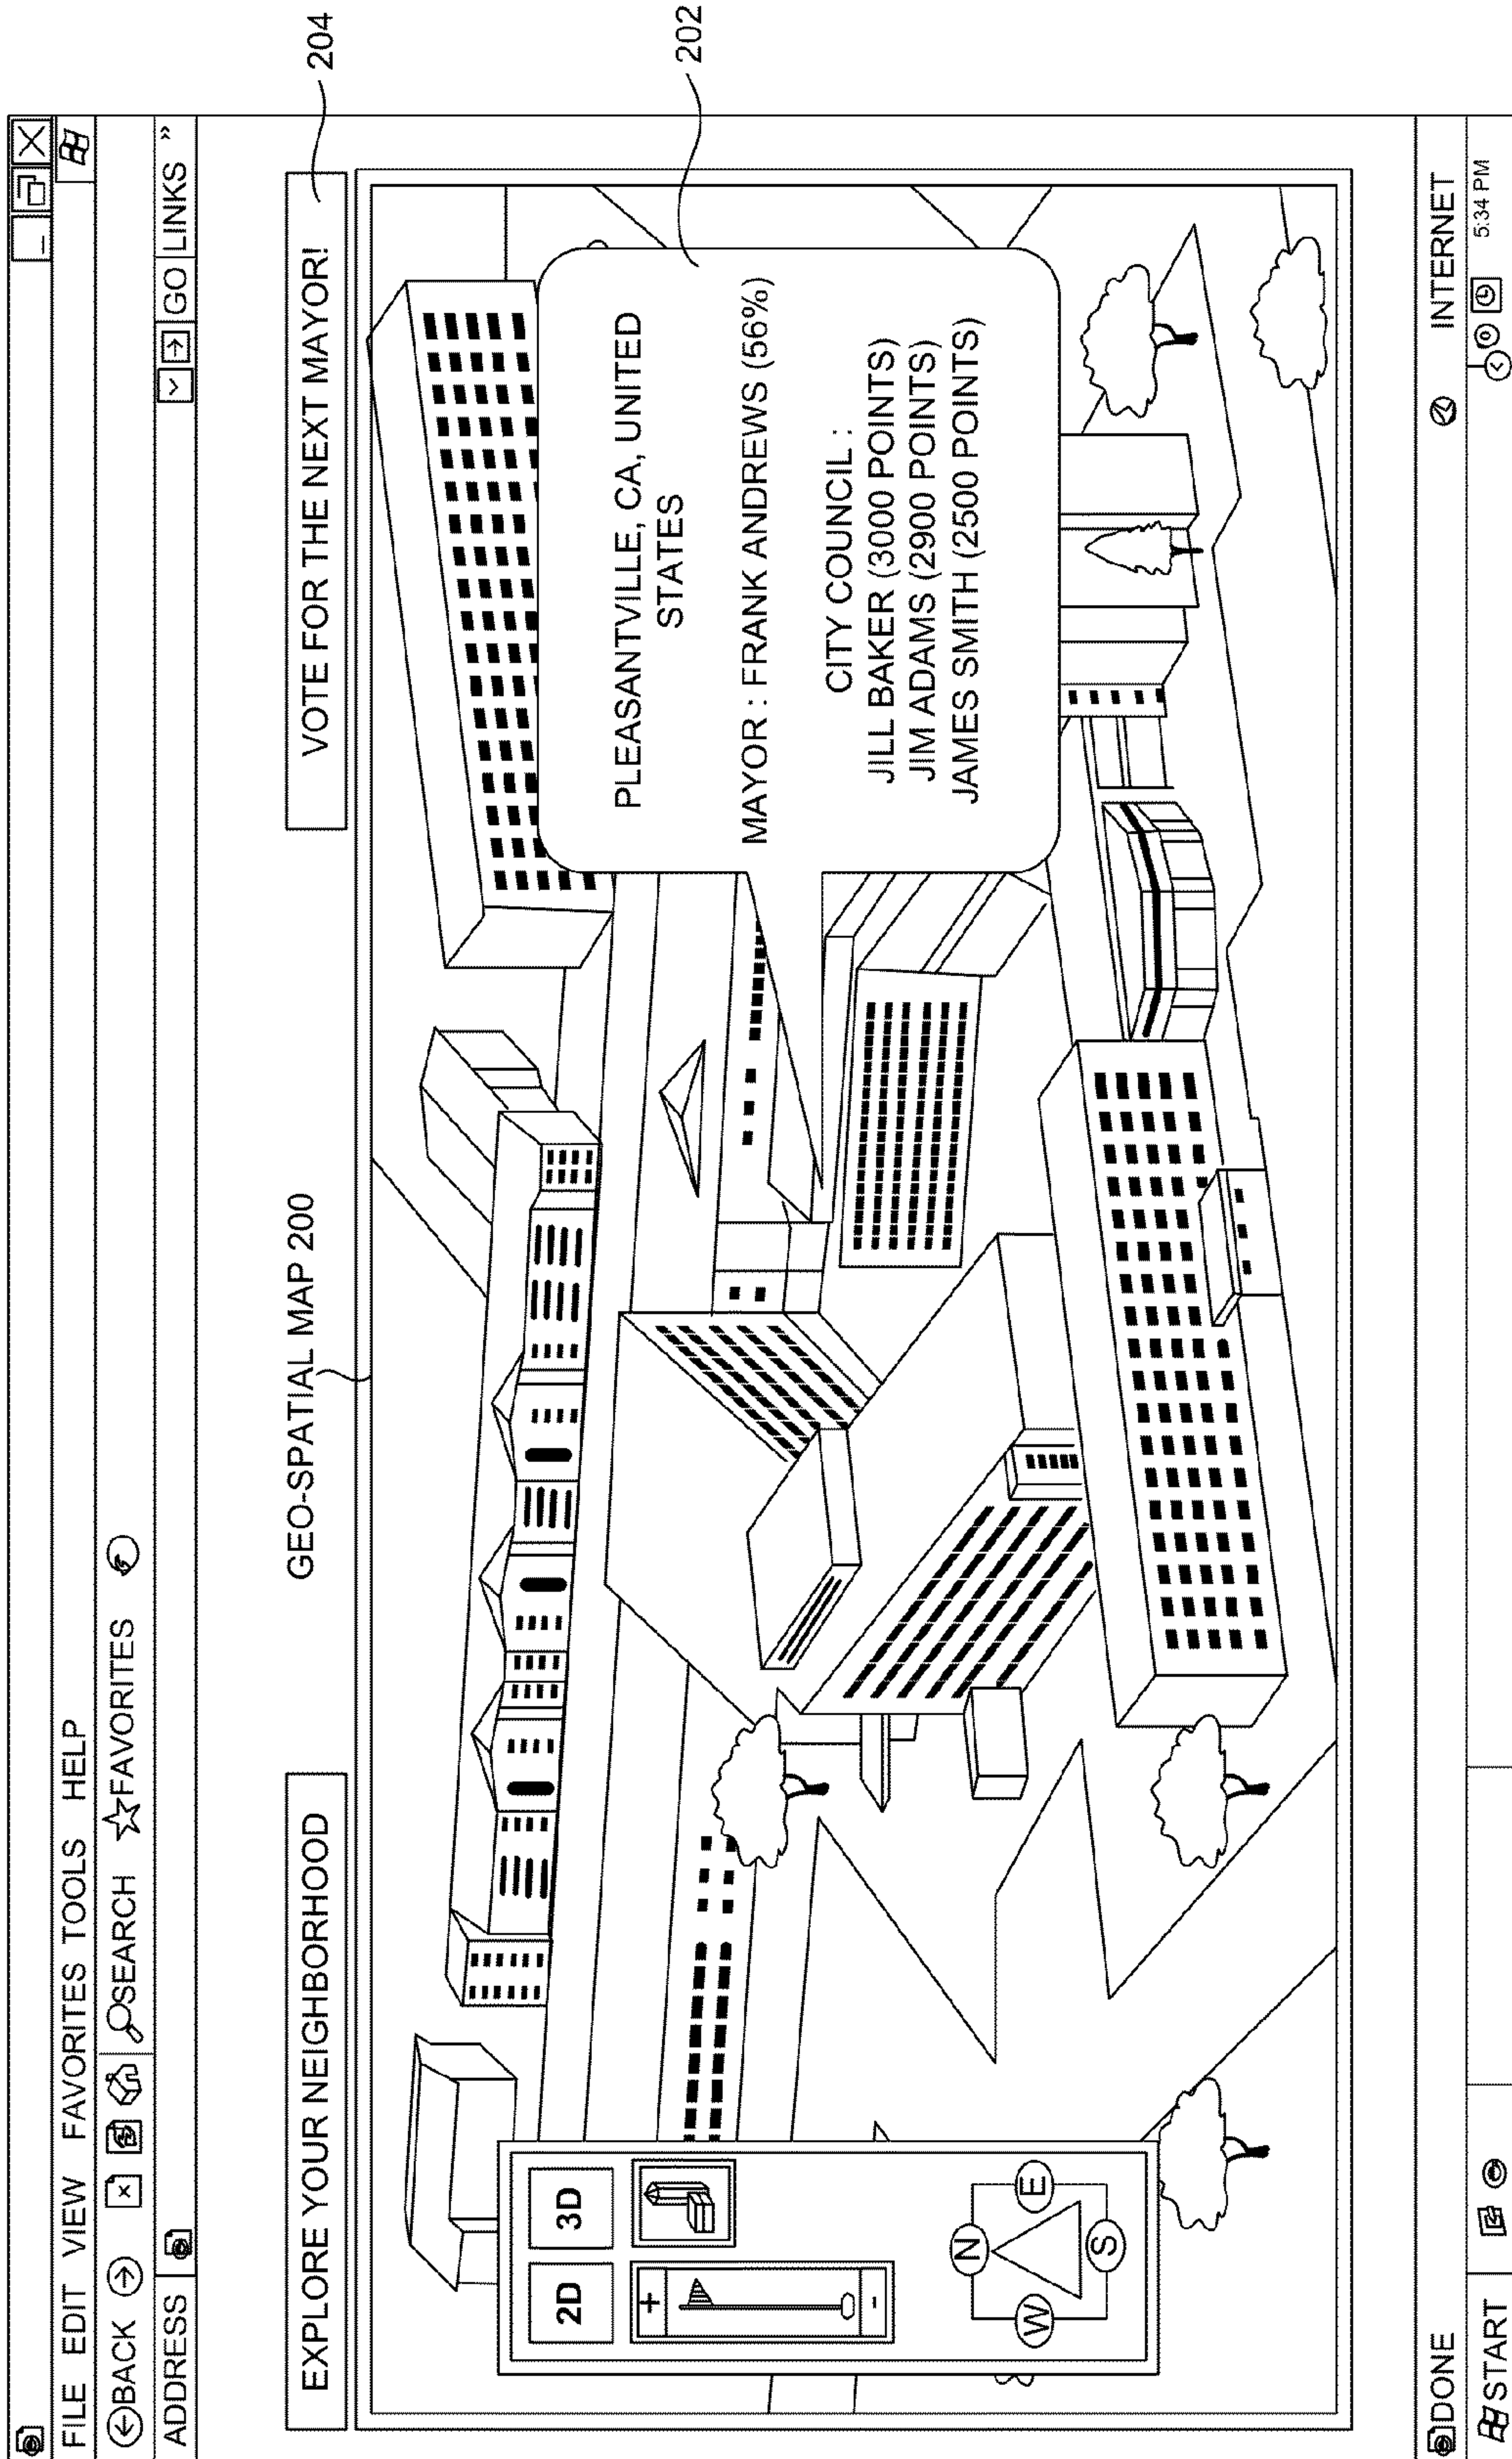 FILE EDIT VIEW FAVORITES TOOLS HELP
BACK SEARCH FAVORITES
ADDRESS GO LINKS »
EXPLORE YOUR NEIGHBORHOOD
GEO-SPATIAL MAP 200
VOTE FOR THE NEXT MAYOR!
204
202
PLEASANTVILLE, CA, UNITED
STATES
MAYOR : FRANK ANDREWS (56%)
CITY COUNCIL :
JILL BAKER (3000 POINTS)
JIM ADAMS (2900 POINTS)
JAMES SMITH (2500 POINTS)
2D 3D
+
-
N
W E
S
DONE INTERNET
START 5:34 PM